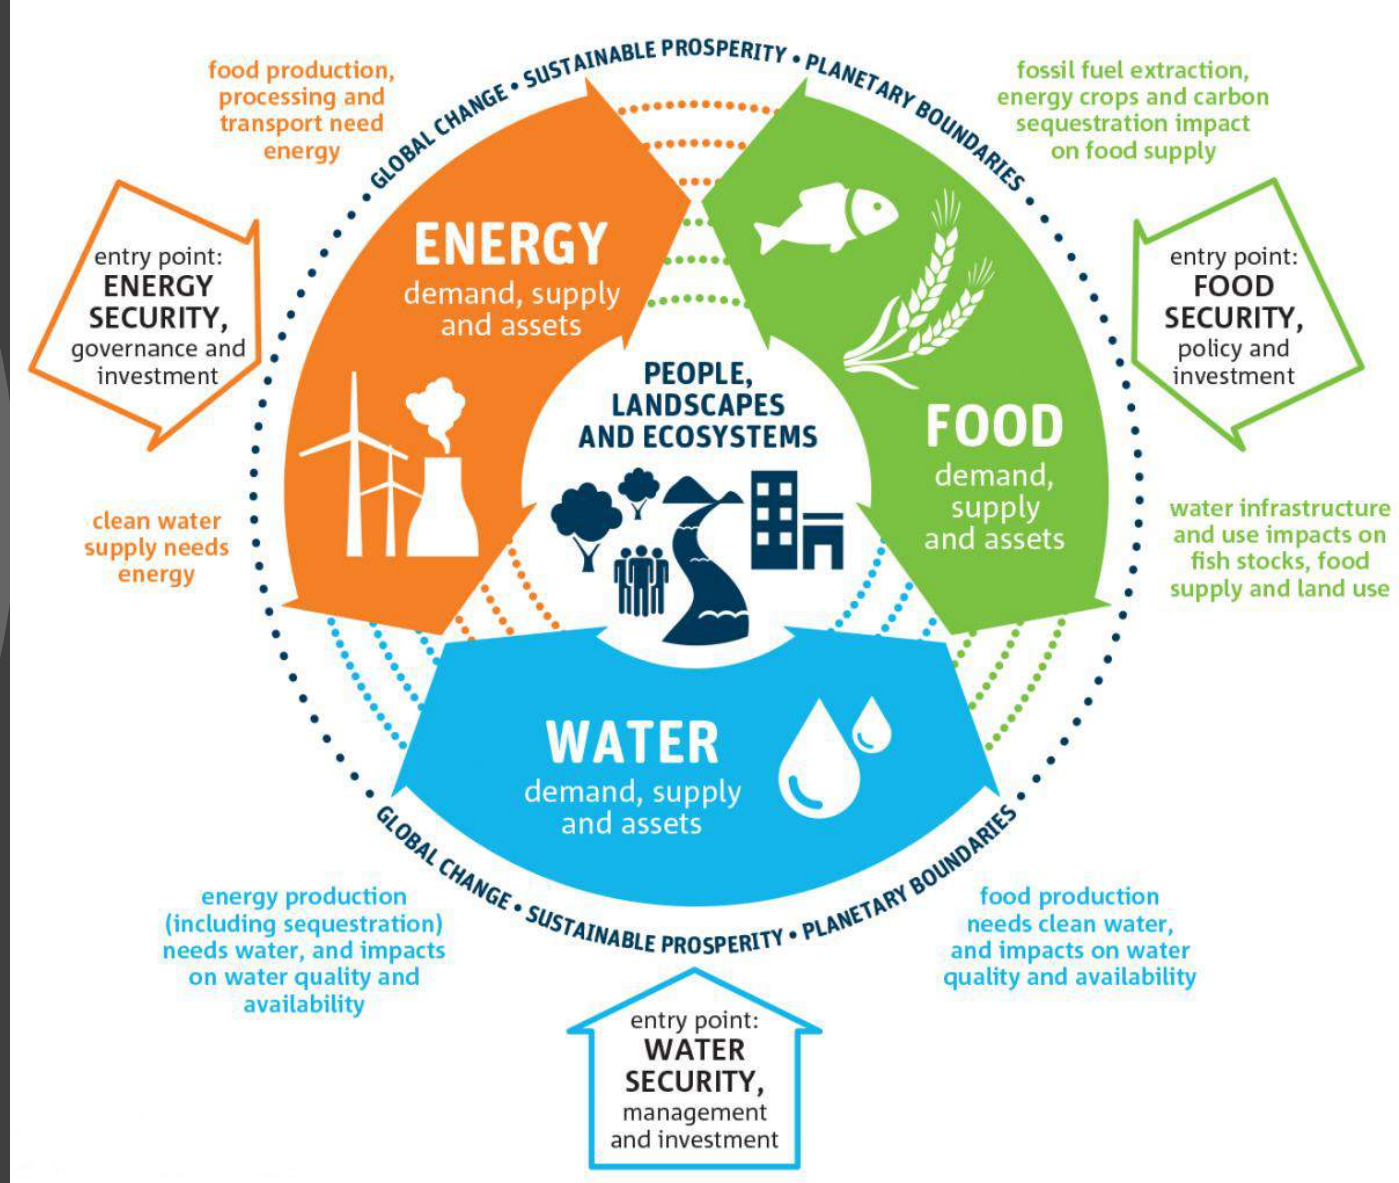 GLOBAL CHANGE • SUSTAINABLE PROSPERITY • PLANETARY BOUNDARIES
food production,
processing and
transport need
energy
fossil fuel extraction,
energy crops and carbon
sequestration impact
on food supply
entry point:
ENERGY
SECURITY,
governance and
investment
ENERGY
demand, supply
and assets
entry point:
FOOD
SECURITY,
policy and
investment
PEOPLE,
LANDSCAPES
AND ECOSYSTEMS
FOOD
demand,
supply
and assets
clean water
supply needs
energy
water infrastructure
and use impacts on
fish stocks, food
supply and land use
WATER
demand, supply
and assets
GLOBAL CHANGE • SUSTAINABLE PROSPERITY • PLANETARY BOUNDARIES
energy production
(including sequestration)
needs water, and impacts
on water quality and
availability
food production
needs clean water,
and impacts on water
quality and availability
entry point:
WATER
SECURITY,
management
and investment